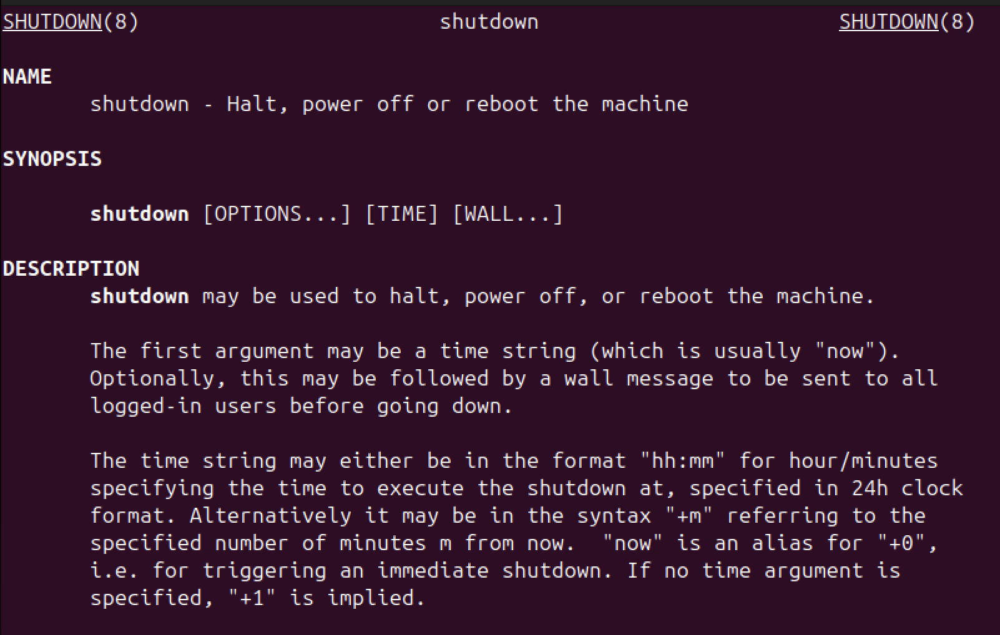 SHUTDOWN(8) shutdown SHUTDOWN(8)
NAME
shutdown - Halt, power off or reboot the machine
SYNOPSIS
shutdown [OPTIONS...] [TIME] [WALL...]
DESCRIPTION
shutdown may be used to halt, power off, or reboot the machine.
The first argument may be a time string (which is usually "now").
Optionally, this may be followed by a wall message to be sent to all
logged-in users before going down.
The time string may either be in the format "hh:mm" for hour/minutes
specifying the time to execute the shutdown at, specified in 24h clock
format. Alternatively it may be in the syntax "+m" referring to the
specified number of minutes m from now.  "now" is an alias for "+0",
i.e. for triggering an immediate shutdown. If no time argument is
specified, "+1" is implied.